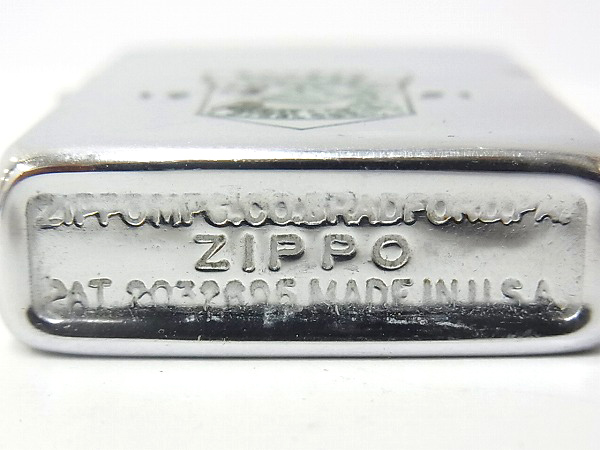 ZIPPO MFG. CO. BRADFORD, PA.
ZIPPO
PAT. 2032695 MADE IN U.S.A.